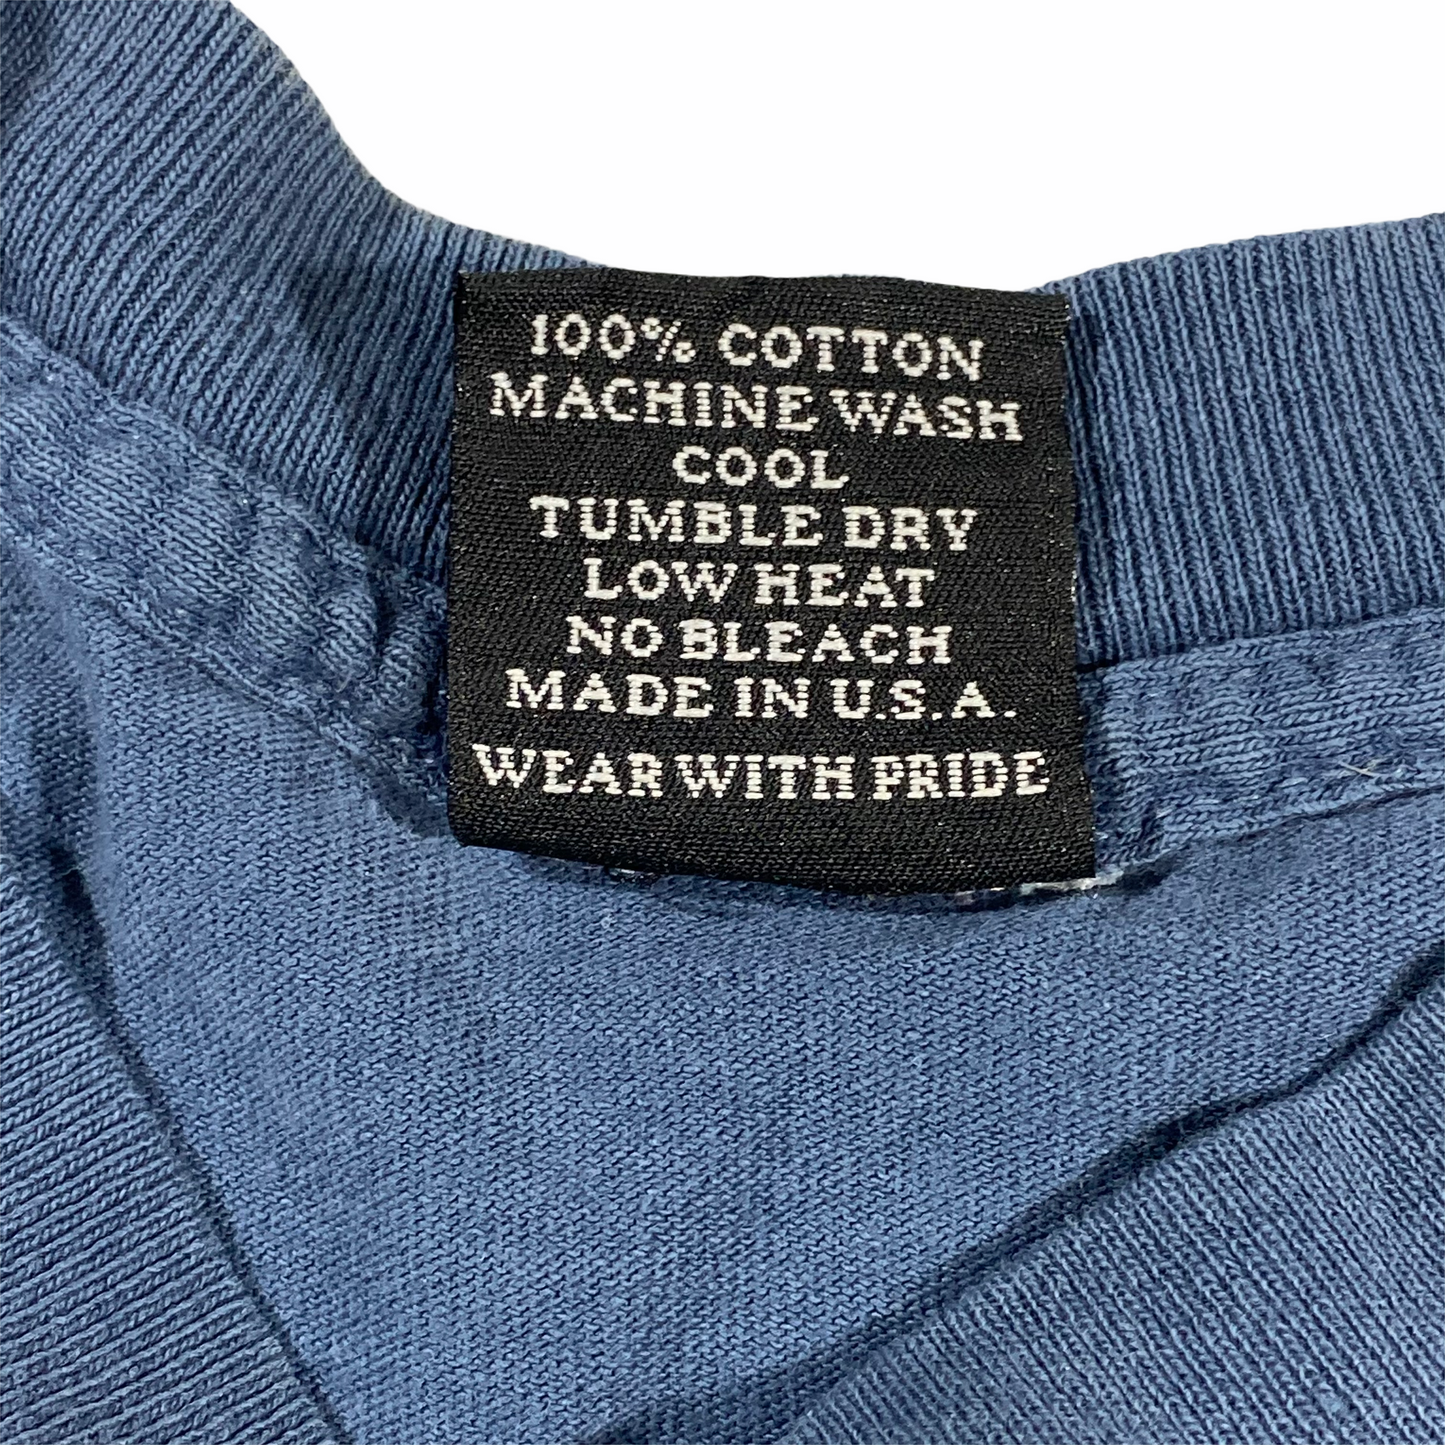 100% COTTON
MACHINE WASH
COOL
TUMBLE DRY
LOW HEAT
NO BLEACH
MADE IN U.S.A.
WEAR WITH PRIDE